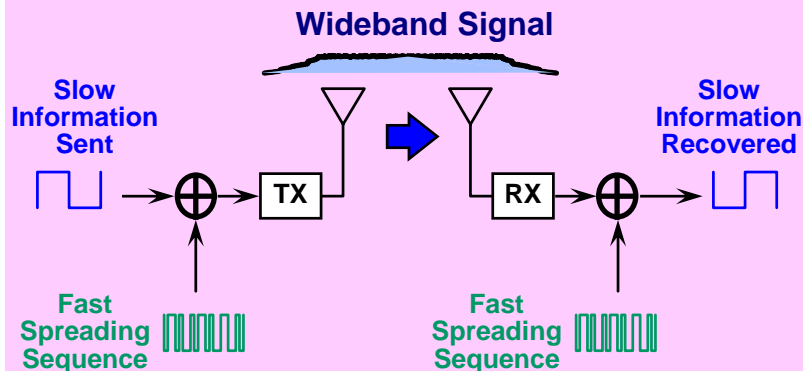 Wideband Signal
Slow
Information
Sent
Slow
Information
Recovered
TX
RX
Fast
Spreading
Sequence
Fast
Spreading
Sequence